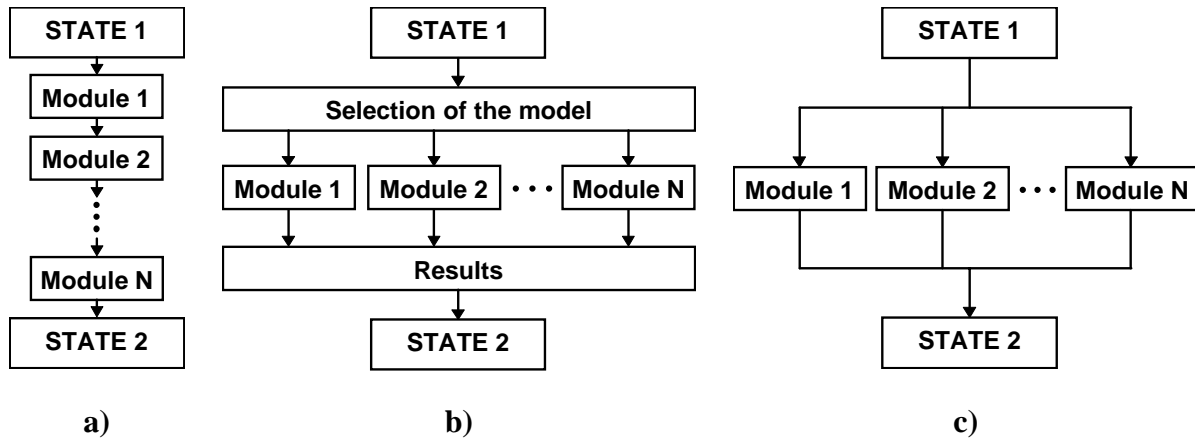 STATE 1
Module 1
Module 2
Module N
STATE 2
a)
STATE 1
Selection of the model
Module 1 Module 2 Module N
Results
STATE 2
b)
STATE 1
Module 1 Module 2 Module N
STATE 2
c)